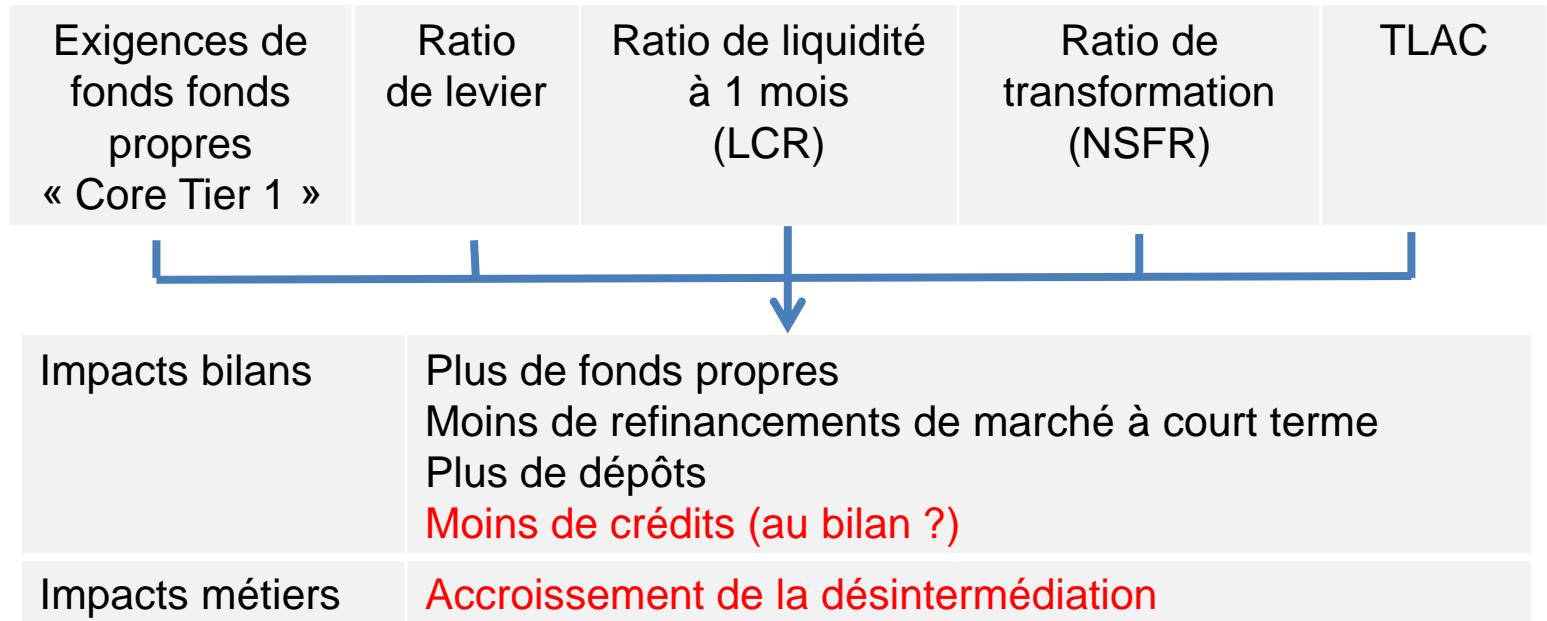 Exigences de
fonds fonds
propres
« Core Tier 1 »
Ratio
de levier
Ratio de liquidité
à 1 mois
(LCR)
Ratio de
transformation
(NSFR)
TLAC
Impacts bilans
Plus de fonds propres
Moins de refinancements de marché à court terme
Plus de dépôts
Moins de crédits (au bilan ?)
Impacts métiers
Accroissement de la désintermédiation